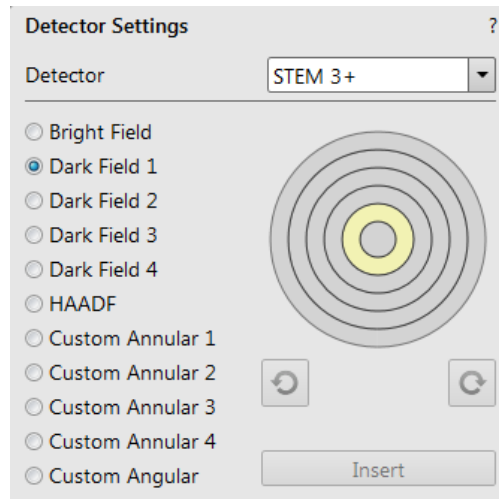 Detector Settings ?
Detector STEM 3+
Bright Field
Dark Field 1
Dark Field 2
Dark Field 3
Dark Field 4
HAADF
Custom Annular 1
Custom Annular 2
Custom Annular 3
Custom Annular 4
Custom Angular
Insert